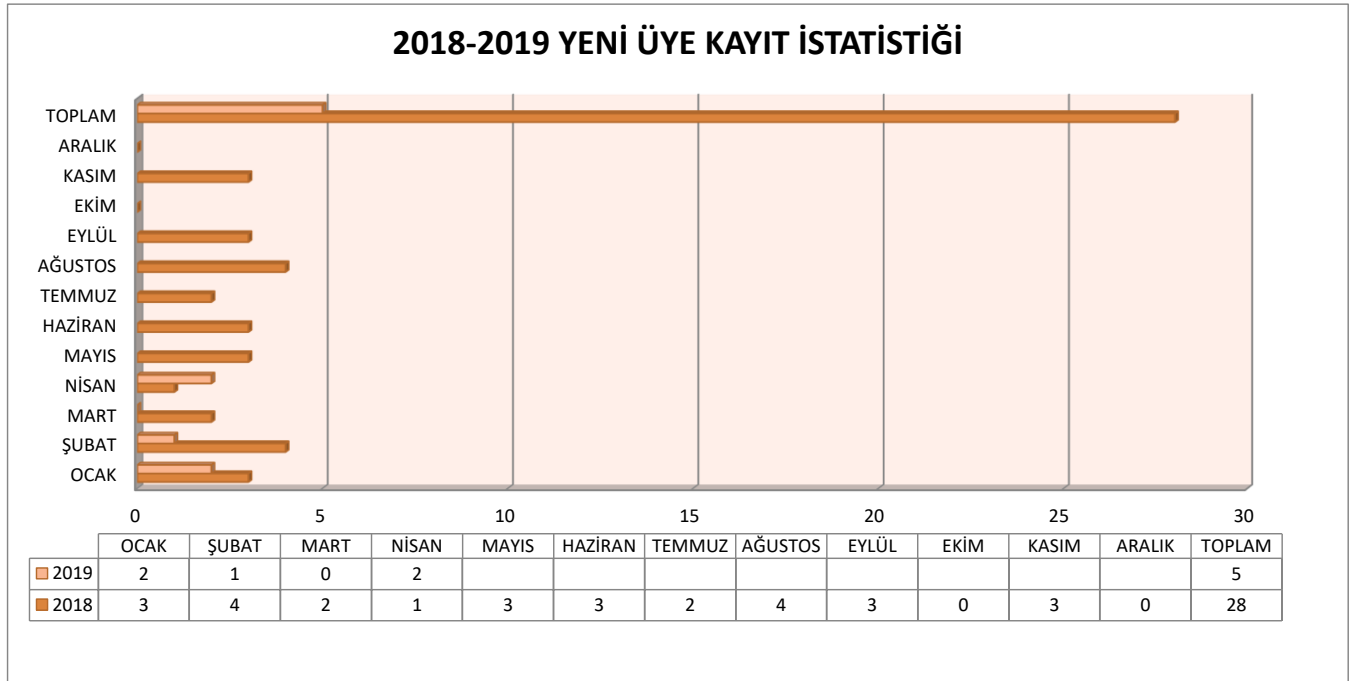 2018-2019 YENİ ÜYE KAYIT İSTATİSTİĞİ
TOPLAM
ARALIK
KASIM
EKİM
EYLÜL
AĞUSTOS
TEMMUZ
HAZİRAN
MAYIS
NİSAN
MART
ŞUBAT
OCAK
0 5 10 15 20 25 30
OCAK ŞUBAT MART NİSAN MAYIS HAZİRAN TEMMUZ AĞUSTOS EYLÜL EKİM KASIM ARALIK TOPLAM
2019 2 1 0 2 5
2018 3 4 2 1 3 3 2 4 3 0 3 0 28